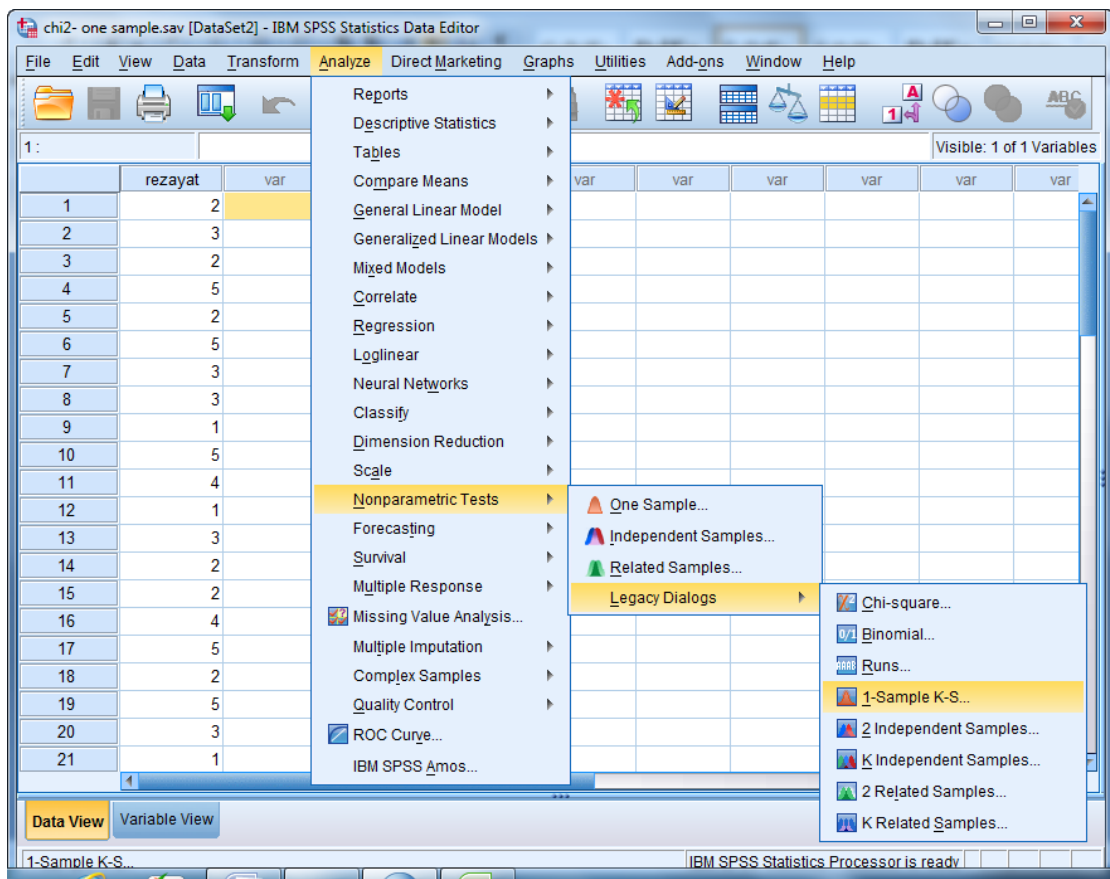 chi2- one sample.sav [DataSet2] - IBM SPSS Statistics Data Editor
File Edit View Data Transform Analyze Direct Marketing Graphs Utilities Add-ons Window Help
1 :
Visible: 1 of 1 Variables
rezayat var var var var var var var
1 2
2 3
3 2
4 5
5 2
6 5
7 3
8 3
9 1
10 5
11 4
12 1
13 3
14 2
15 2
16 4
17 5
18 2
19 5
20 3
21 1
Reports
Descriptive Statistics
Tables
Compare Means
General Linear Model
Generalized Linear Models
Mixed Models
Correlate
Regression
Loglinear
Neural Networks
Classify
Dimension Reduction
Scale
Nonparametric Tests
Forecasting
Survival
Multiple Response
Missing Value Analysis...
Multiple Imputation
Complex Samples
Quality Control
ROC Curve...
IBM SPSS Amos...
One Sample...
Independent Samples...
Related Samples...
Legacy Dialogs
Chi-square...
0/1 Binomial...
AAAB Runs...
1-Sample K-S...
2 Independent Samples...
K Independent Samples...
2 Related Samples...
K Related Samples...
Data View Variable View
1-Sample K-S...
IBM SPSS Statistics Processor is ready